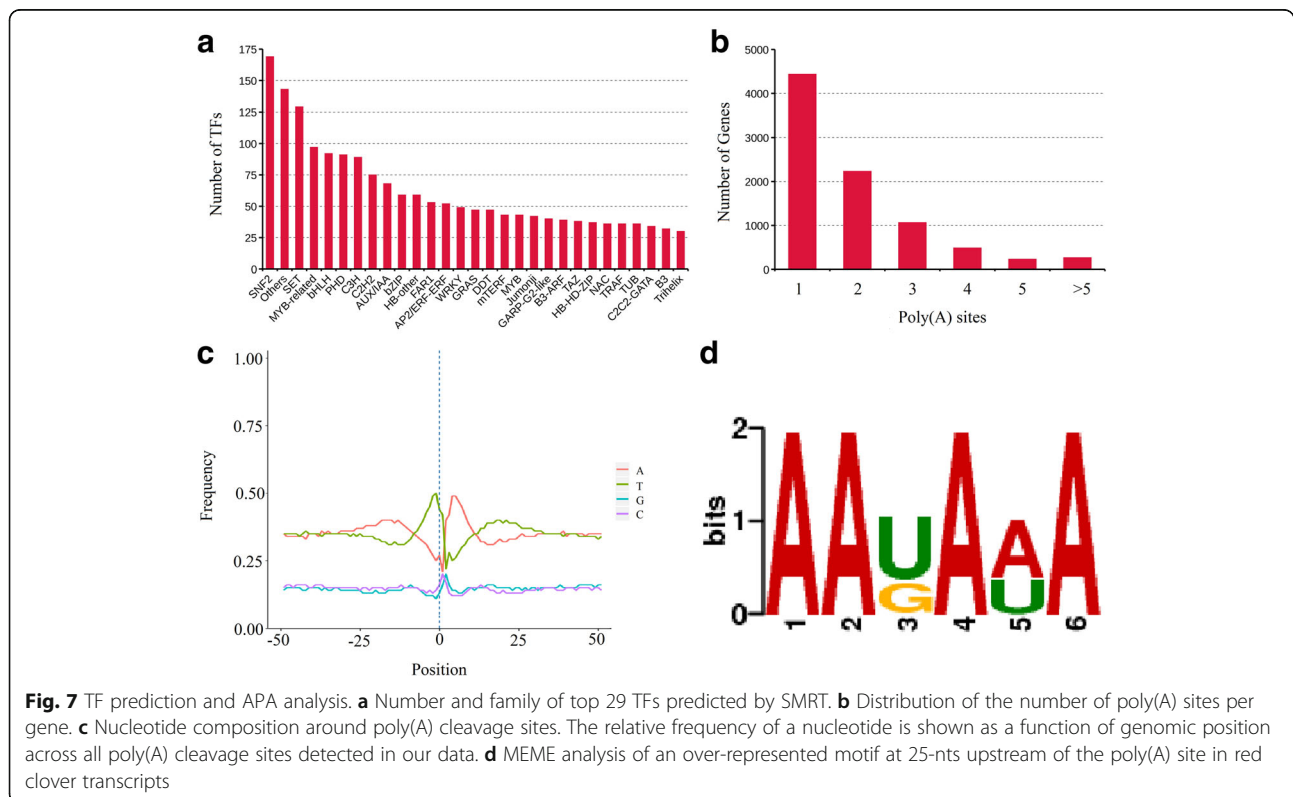 a
175
150
125
100
75
50
25
0
Number of TFs
SNF2
Others
SET
MYB-related
bHLH
PHD
C3H
C2H2
AUX/IAA
bZIP
HB-other
FAR1
AP2/ERF-ERF
WRKY
GRAS
DDT
mTERF
MYB
Jumonji
GARP-G2-like
B3-ARF
TAZ
HB-HD-ZIP
NAC
TRAF
TUB
C2C2-GATA
B3
Trihelix
b
5000
4000
3000
2000
1000
0
Number of Genes
1 2 3 4 5 >5
Poly(A) sites
c
1.00
0.75
0.50
0.25
0.00
Frequency
-50 -25 0 25 50
Position
A
T
G
C
d
2
1
0
bits
AAUAAA
GU
1 2 3 4 5 6
Fig. 7 TF prediction and APA analysis. a Number and family of top 29 TFs predicted by SMRT. b Distribution of the number of poly(A) sites per
gene. c Nucleotide composition around poly(A) cleavage sites. The relative frequency of a nucleotide is shown as a function of genomic position
across all poly(A) cleavage sites detected in our data. d MEME analysis of an over-represented motif at 25-nts upstream of the poly(A) site in red
clover transcripts